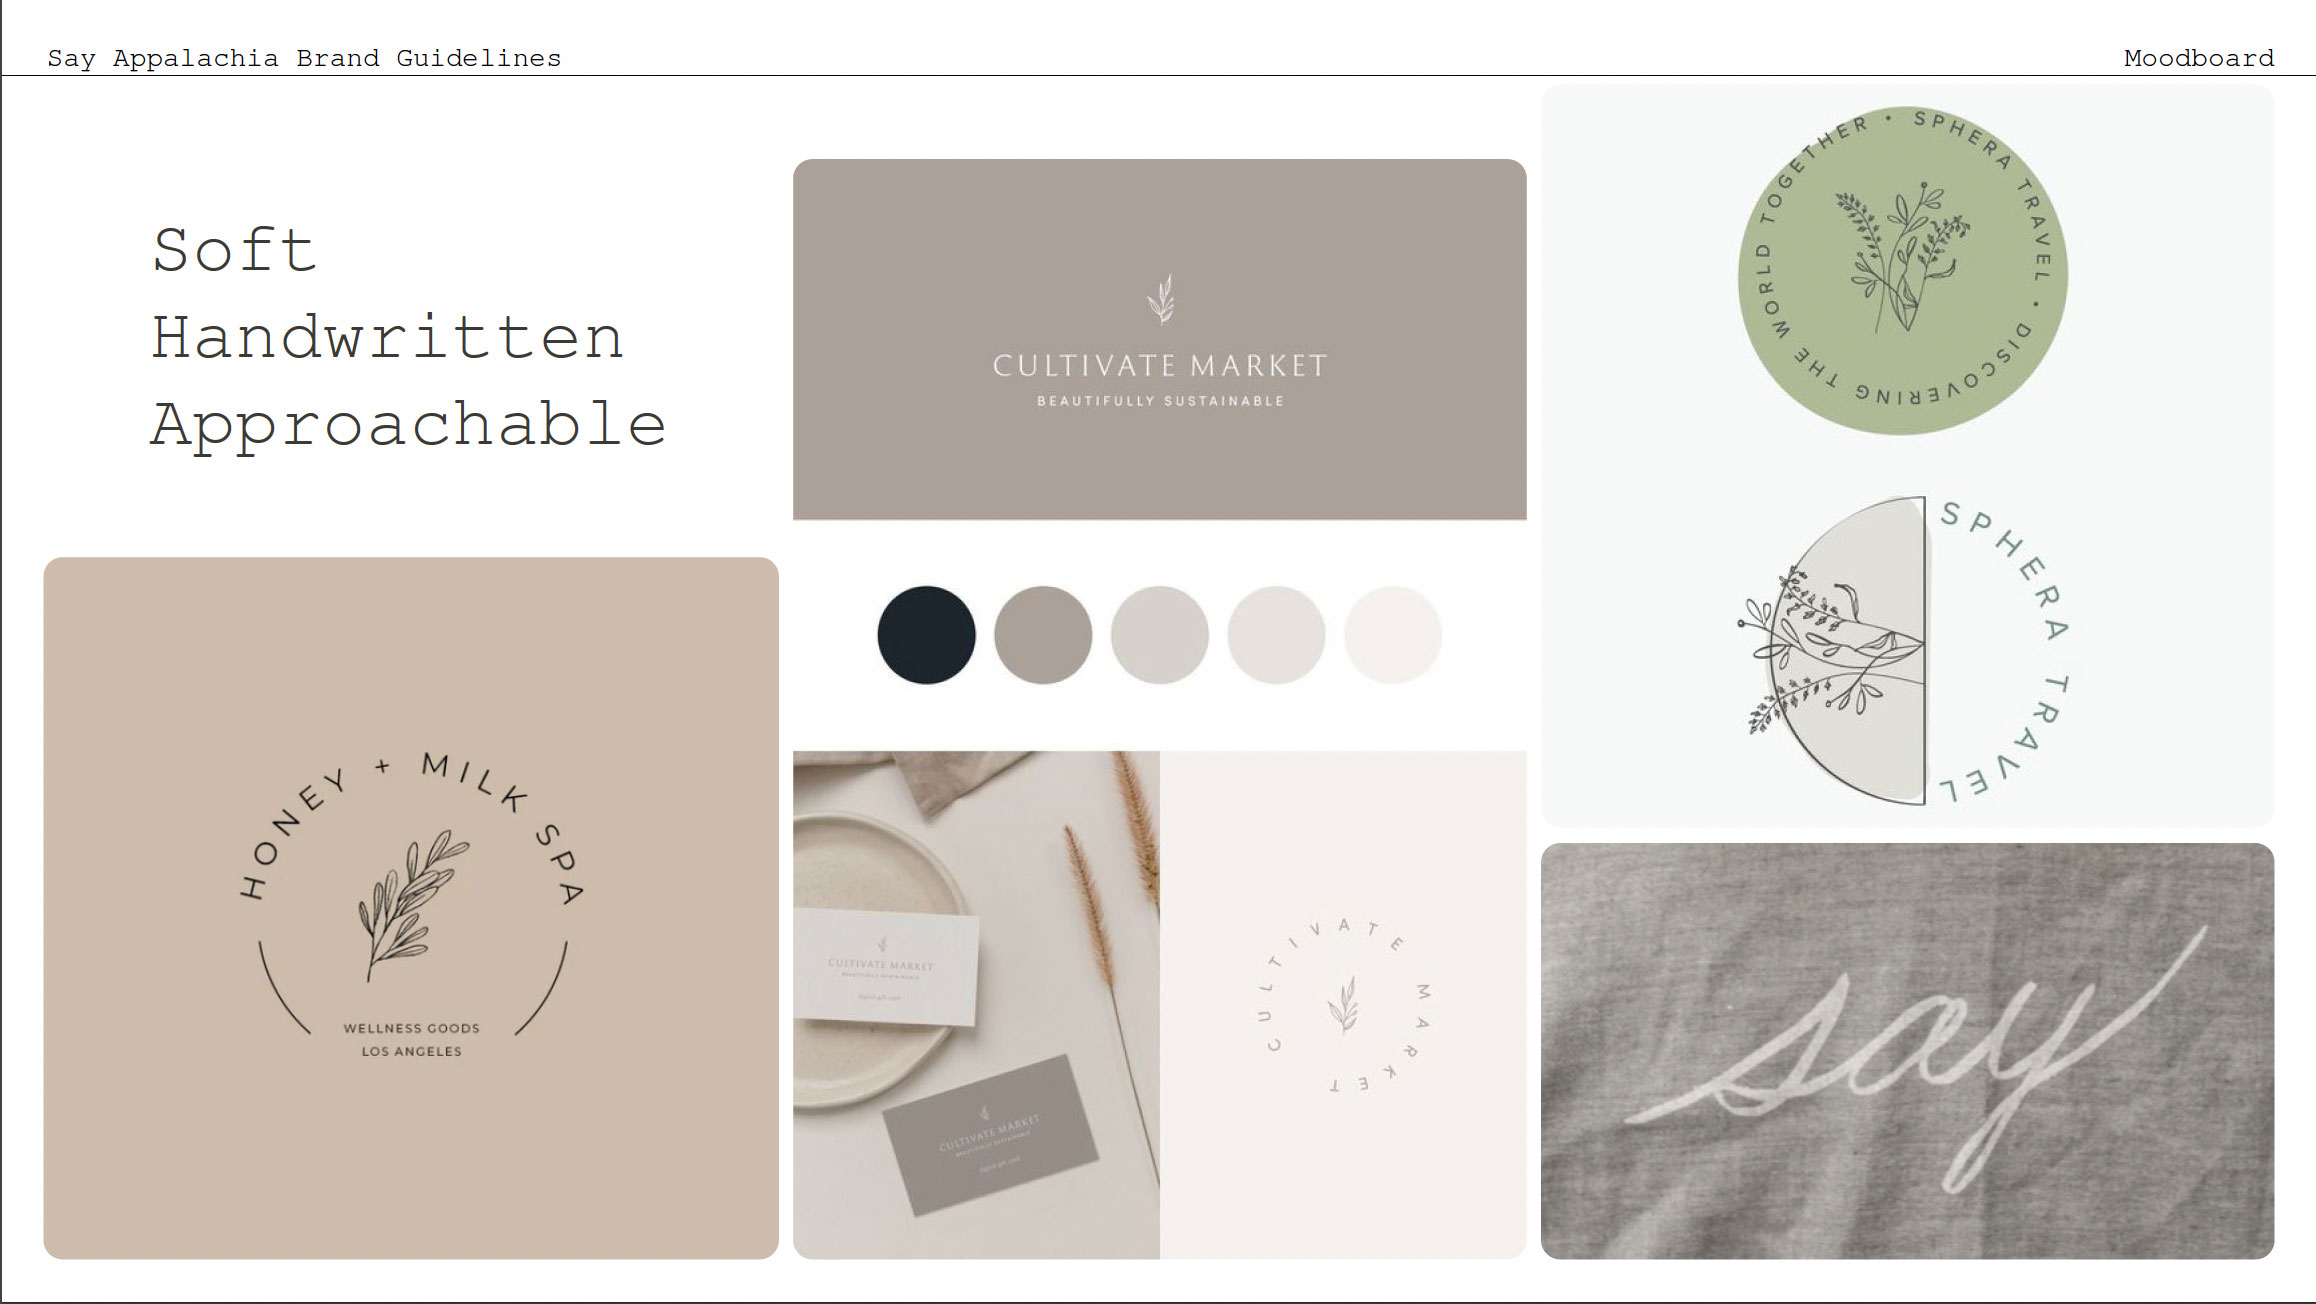 Say Appalachia Brand Guidelines
Moodboard
Soft
Handwritten
Approachable
HONEY + MILK SPA
WELLNESS GOODS
LOS ANGELES
CULTIVATE MARKET
BEAUTIFULLY SUSTAINABLE
CULTIVATE MARKET
BEAUTIFULLY SUSTAINABLE
CULTIVATE MARKET
BEAUTIFULLY SUSTAINABLE
CULTIVATE MARKET
SPHERA TRAVEL • DISCOVERING THE WORLD TOGETHER •
SPHERA TRAVEL
say